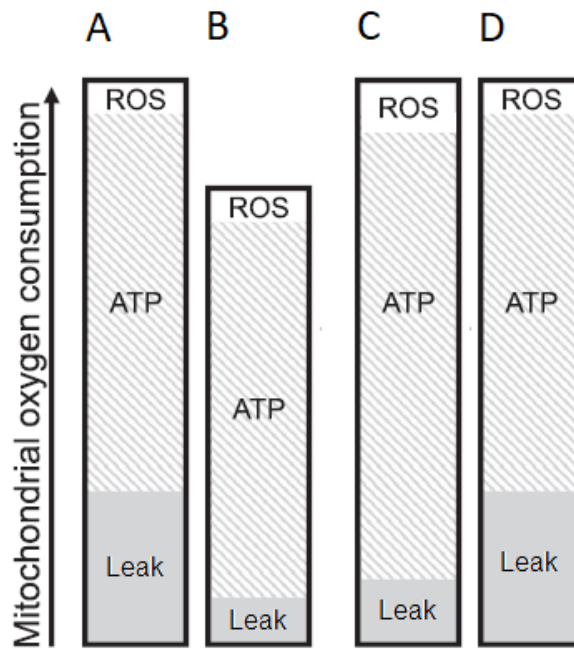 A B C D
Mitochondrial oxygen consumption
ROS
ATP
Leak
ROS
ATP
Leak
ROS
ATP
Leak
ROS
ATP
Leak